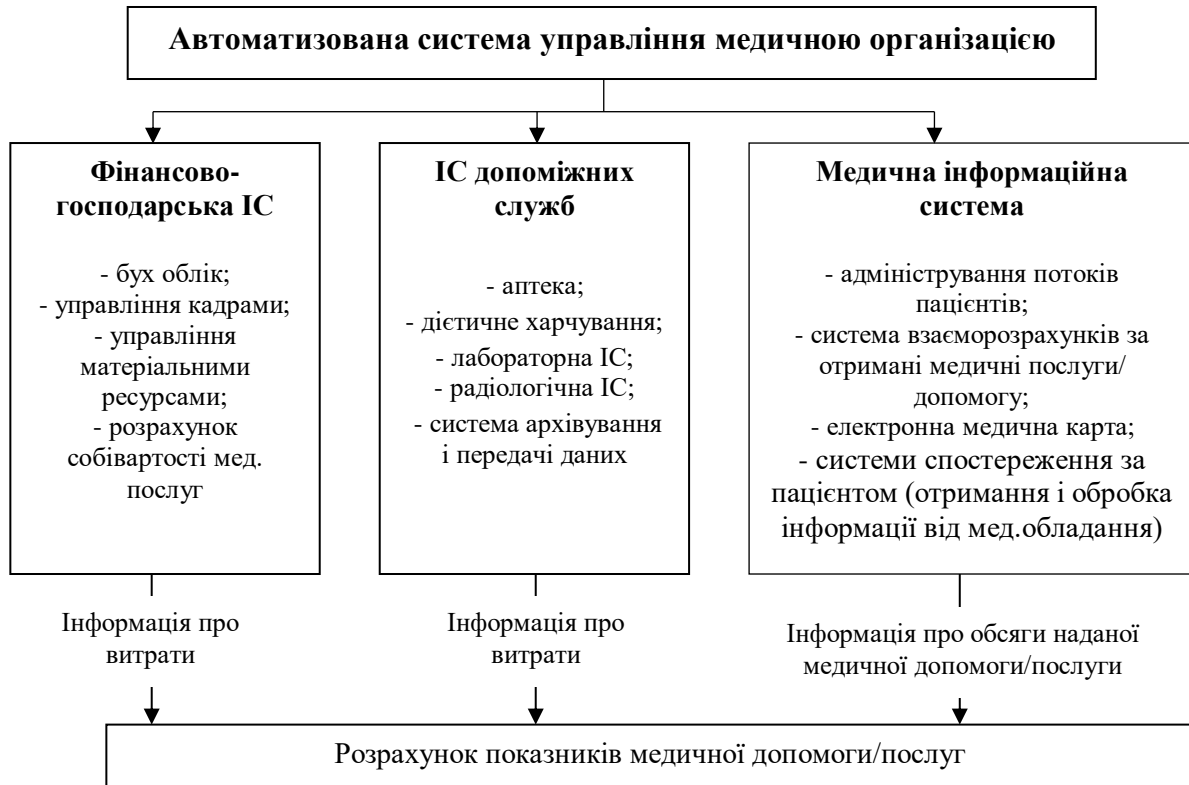 Автоматизована система управління медичною організацією
Фінансово-
господарська ІС
- бух облік;
- управління кадрами;
- управління
матеріальними
ресурсами;
- розрахунок
собівартості мед.
послуг
ІС допоміжних
служб
- аптека;
- дієтичне харчування;
- лабораторна ІС;
- радіологічна ІС;
- система архівування
і передачі даних
Медична інформаційна
система
- адміністрування потоків
пацієнтів;
- система взаєморозрахунків за
отримані медичні послуги/
допомогу;
- електронна медична карта;
- системи спостереження за
пацієнтом (отримання і обробка
інформації від мед.обладання)
Інформація про
витрати
Інформація про
витрати
Інформація про обсяги наданої
медичної допомоги/послуги
Розрахунок показників медичної допомоги/послуг